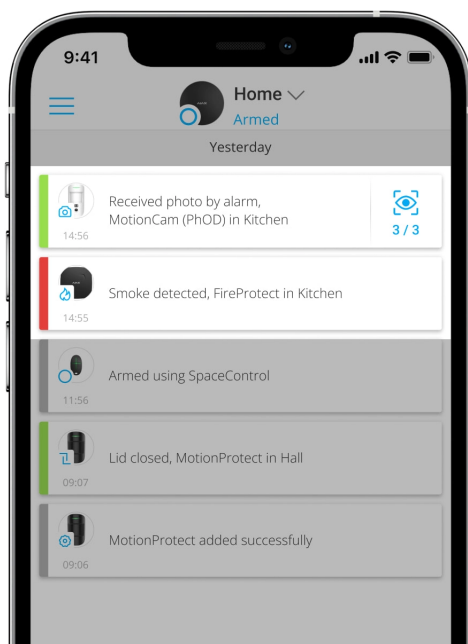 9:41
Home
Armed
Yesterday
Received photo by alarm,
MotionCam (PhOD) in Kitchen
3 / 3
14:56
Smoke detected, FireProtect in Kitchen
14:55
Armed using SpaceControl
11:56
Lid closed, MotionProtect in Hall
09:07
MotionProtect added successfully
09:06